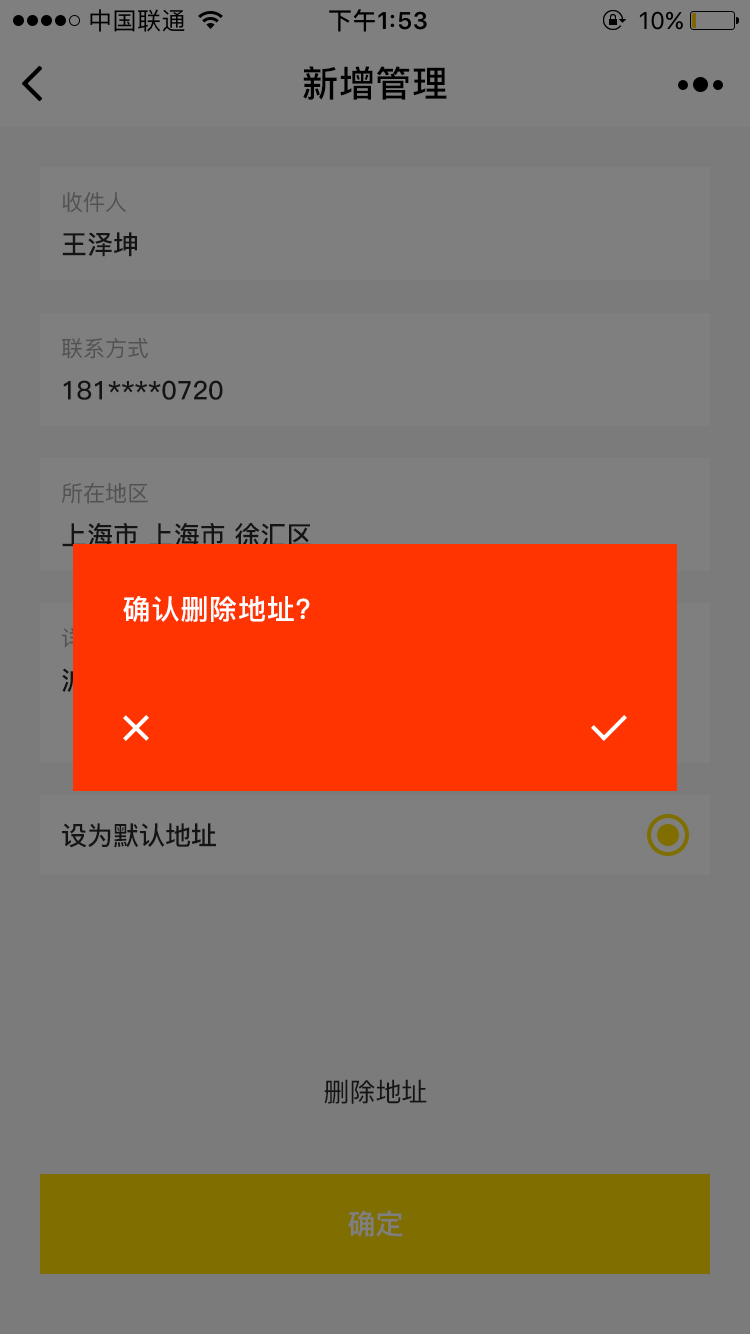 中国联通 下午1:53 10%
新增管理
收件人
王泽坤
联系方式
181****0720
所在地区
上海市 上海市 徐汇区
确认删除地址?
设为默认地址
删除地址
确定